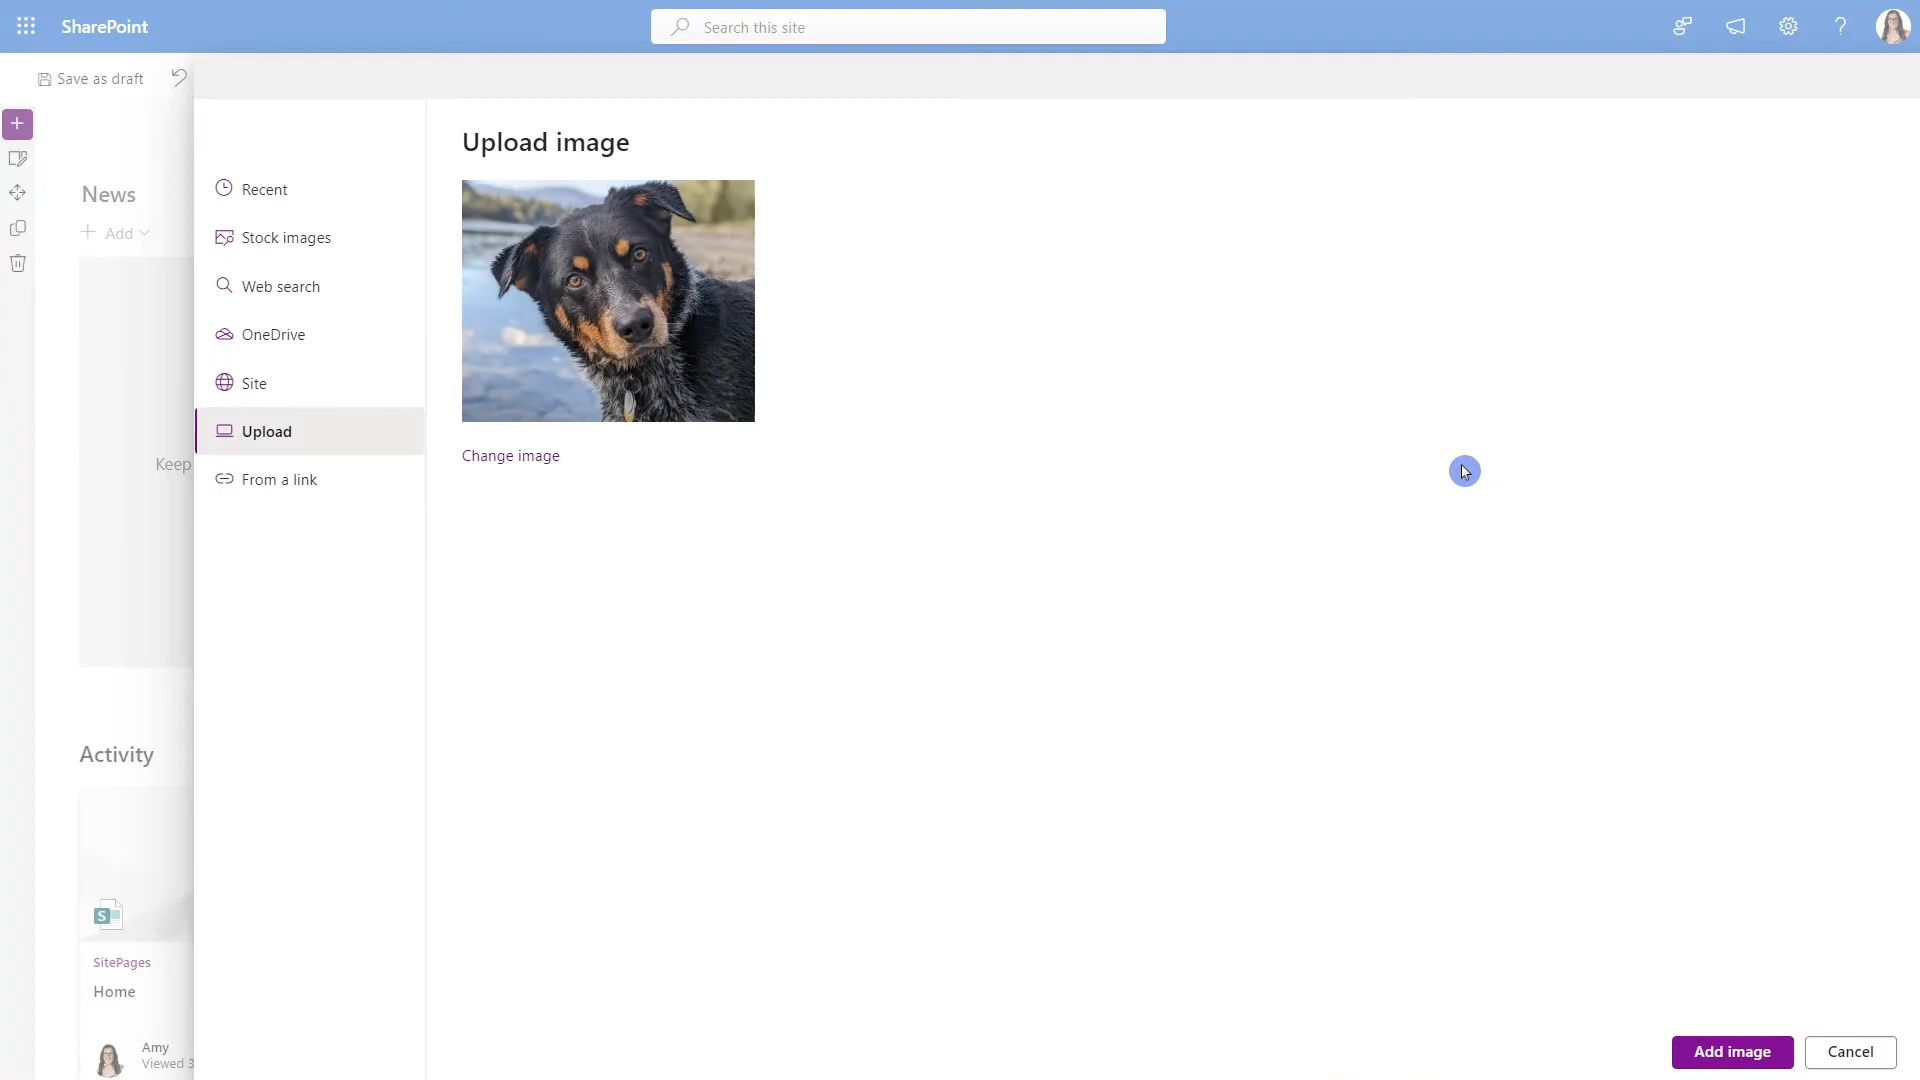 SharePoint
Search this site
Save as draft
News
Add
Keep
Activity
S
SitePages
Home
Amy
Viewed 3
Recent
Stock images
Web search
OneDrive
Site
Upload
From a link
Upload image
Change image
Add image
Cancel